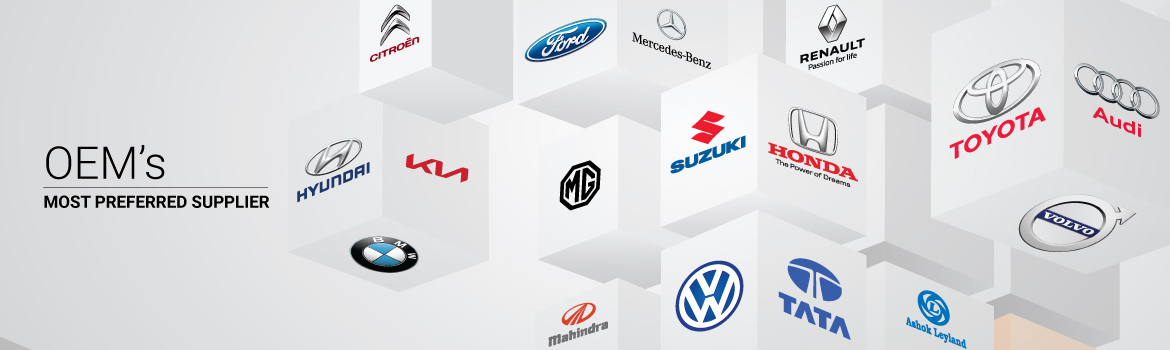 OEM's
MOST PREFERRED SUPPLIER
CITROËN
Ford
Mercedes-Benz
RENAULT
Passion for life
HYUNDAI
KIA
MG
SUZUKI
HONDA
The Power of Dreams
TOYOTA
Audi
BMW
VOLVO
Mahindra
VW
TATA
L
Ashok Leyland